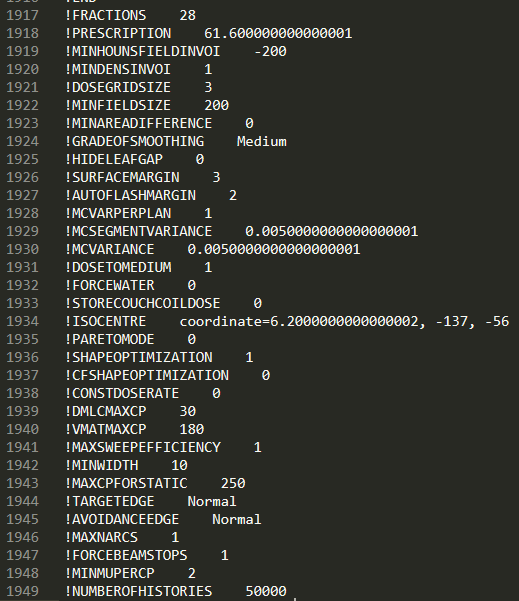 1917 !FRACTIONS 28
1918 !PRESCRIPTION 61.600000000000001
1919 !MINHOUNSFIELDINVOI -200
1920 !MINDENSINVOI 1
1921 !DOSEGRIDSIZE 3
1922 !MINFIELDSIZE 200
1923 !MINAREADIFFERENCE 0
1924 !GRADEOFSMOOTHING Medium
1925 !HIDELEAFGAP 0
1926 !SURFACEMARGIN 3
1927 !AUTOFLASHMARGIN 2
1928 !MCVARPERPLAN 1
1929 !MCSEGMENTVARIANCE 0.0050000000000000001
1930 !MCVARIANCE 0.0050000000000000001
1931 !DOSETOMEDIUM 1
1932 !FORCEWATER 0
1933 !STORECOUCHCOILDOSE 0
1934 !ISOCENTRE coordinate=6.2000000000000002, -137, -56
1935 !PARETOMODE 0
1936 !SHAPEOPTIMIZATION 1
1937 !CFSHAPEOPTIMIZATION 0
1938 !CONSTDOSERATE 0
1939 !DMLCMAXCP 30
1940 !VMATMAXCP 180
1941 !MAXSWEEPEFFICIENCY 1
1942 !MINWIDTH 10
1943 !MAXCPFORSTATIC 250
1944 !TARGETEDGE Normal
1945 !AVOIDANCEEDGE Normal
1946 !MAXNARCS 1
1947 !FORCEBEAMSTOPS 1
1948 !MINMUPERCP 2
1949 !NUMBEROFHISTORIES 50000